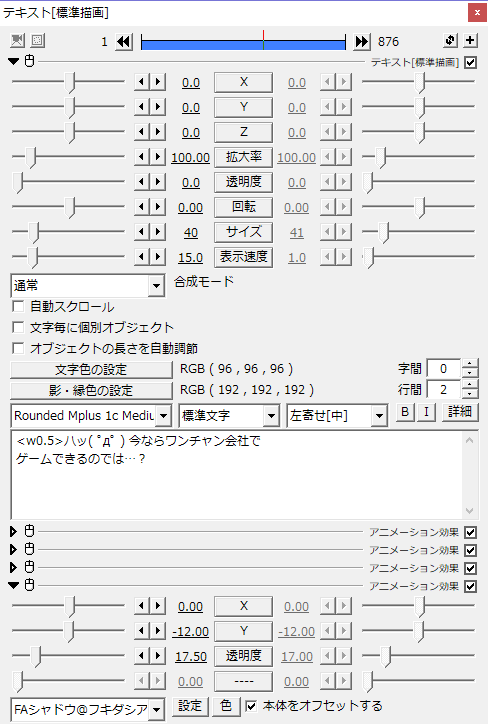 テキスト[標準描画]
1 876
テキスト[標準描画]
0.0 X 0.0
0.0 Y 0.0
0.0 Z 0.0
100.00 拡大率 100.00
0.0 透明度 0.0
0.00 回転 0.00
40 サイズ 41
15.0 表示速度 1.0
通常 合成モード
自動スクロール
文字毎に個別オブジェクト
オブジェクトの長さを自動調節
文字色の設定 RGB ( 96 , 96 , 96 ) 字間 0
影・縁色の設定 RGB ( 192 , 192 , 192 ) 行間 2
Rounded Mplus 1c Mediu 標準文字 左寄せ[中] B I 詳細
<w0.5>ハッ( ﾟдﾟ ) 今ならワンチャン会社で
ゲームできるのでは…？
アニメーション効果
アニメーション効果
アニメーション効果
アニメーション効果
0.00 X 0.00
-12.00 Y -12.00
17.50 透明度 17.00
0.00 ---- 0.00
FAシャドウ@フキダシア 設定 色 本体をオフセットする